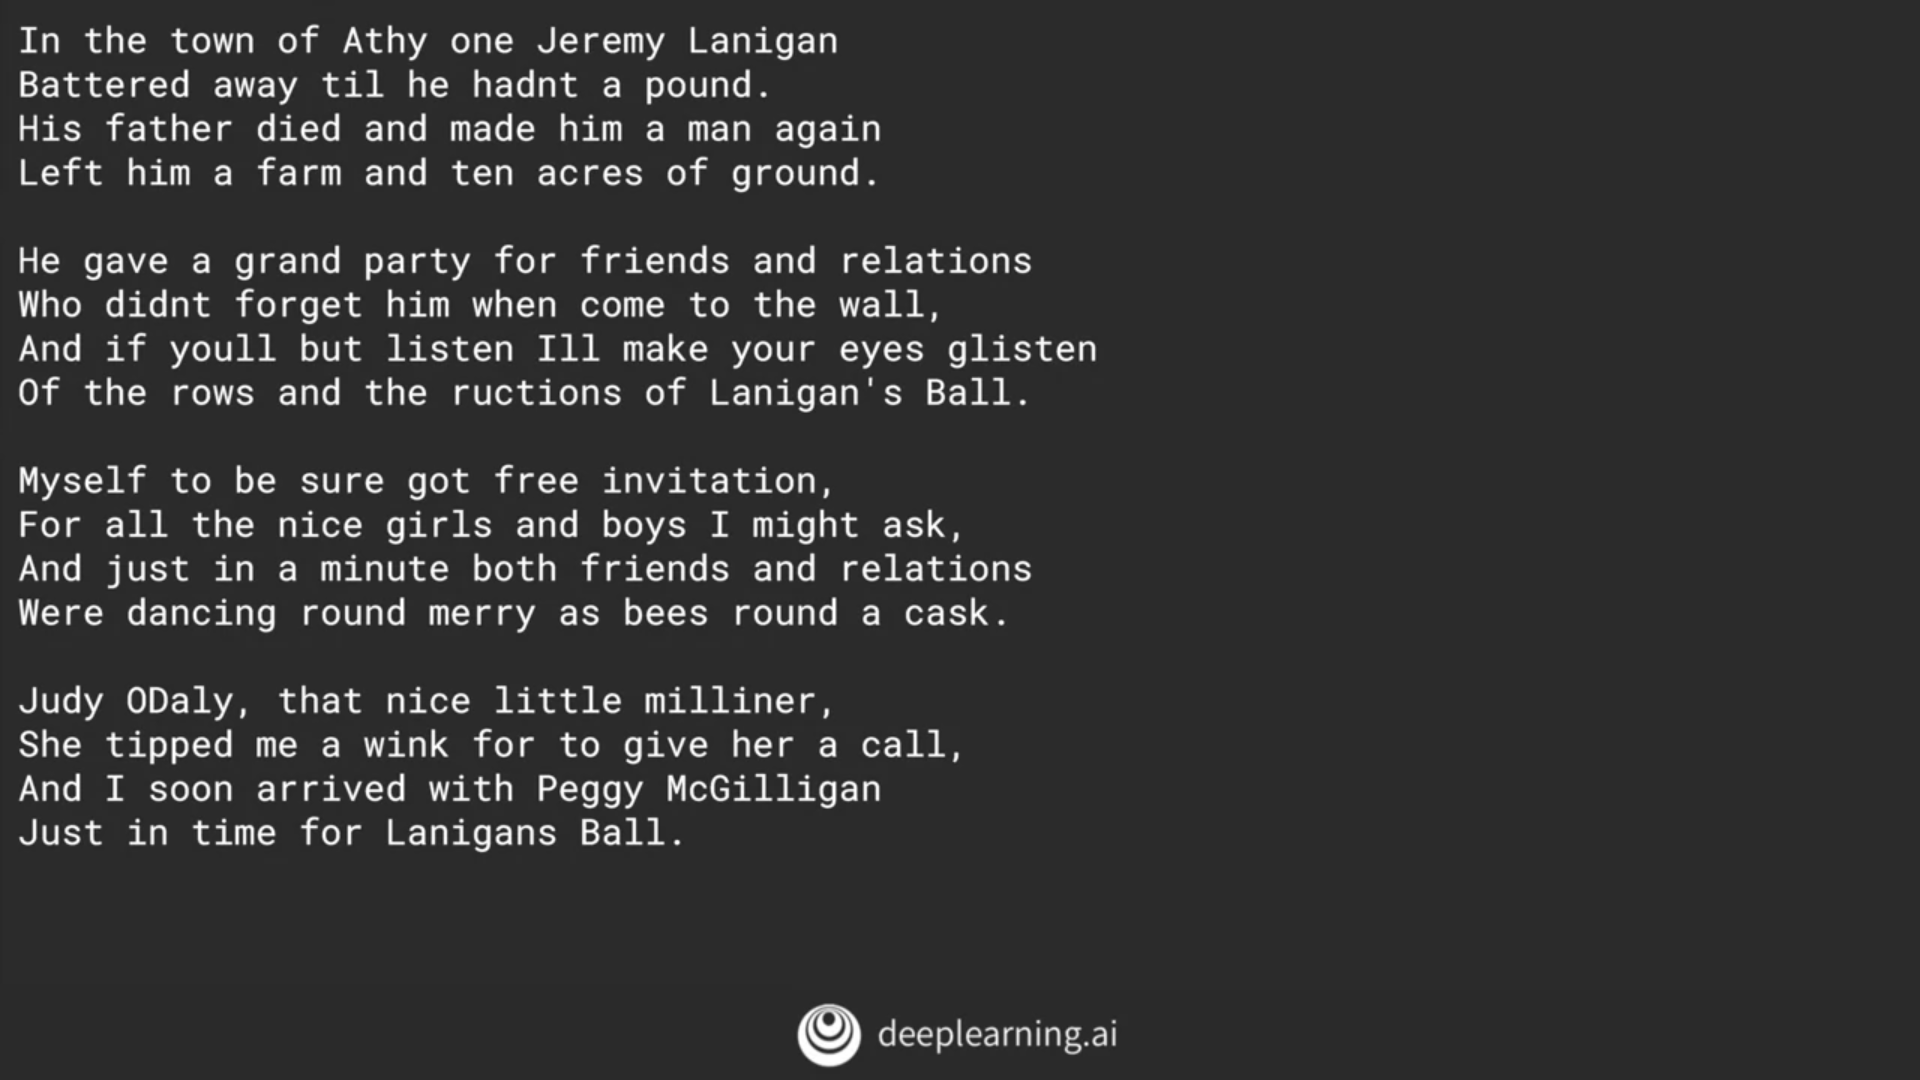 In the town of Athy one Jeremy Lanigan
Battered away til he hadnt a pound.
His father died and made him a man again
Left him a farm and ten acres of ground.
He gave a grand party for friends and relations
Who didnt forget him when come to the wall,
And if youll but listen Ill make your eyes glisten
Of the rows and the ructions of Lanigan's Ball.
Myself to be sure got free invitation,
For all the nice girls and boys I might ask,
And just in a minute both friends and relations
Were dancing round merry as bees round a cask.
Judy ODaly, that nice little milliner,
She tipped me a wink for to give her a call,
And I soon arrived with Peggy McGilligan
Just in time for Lanigans Ball.
deeplearning.ai